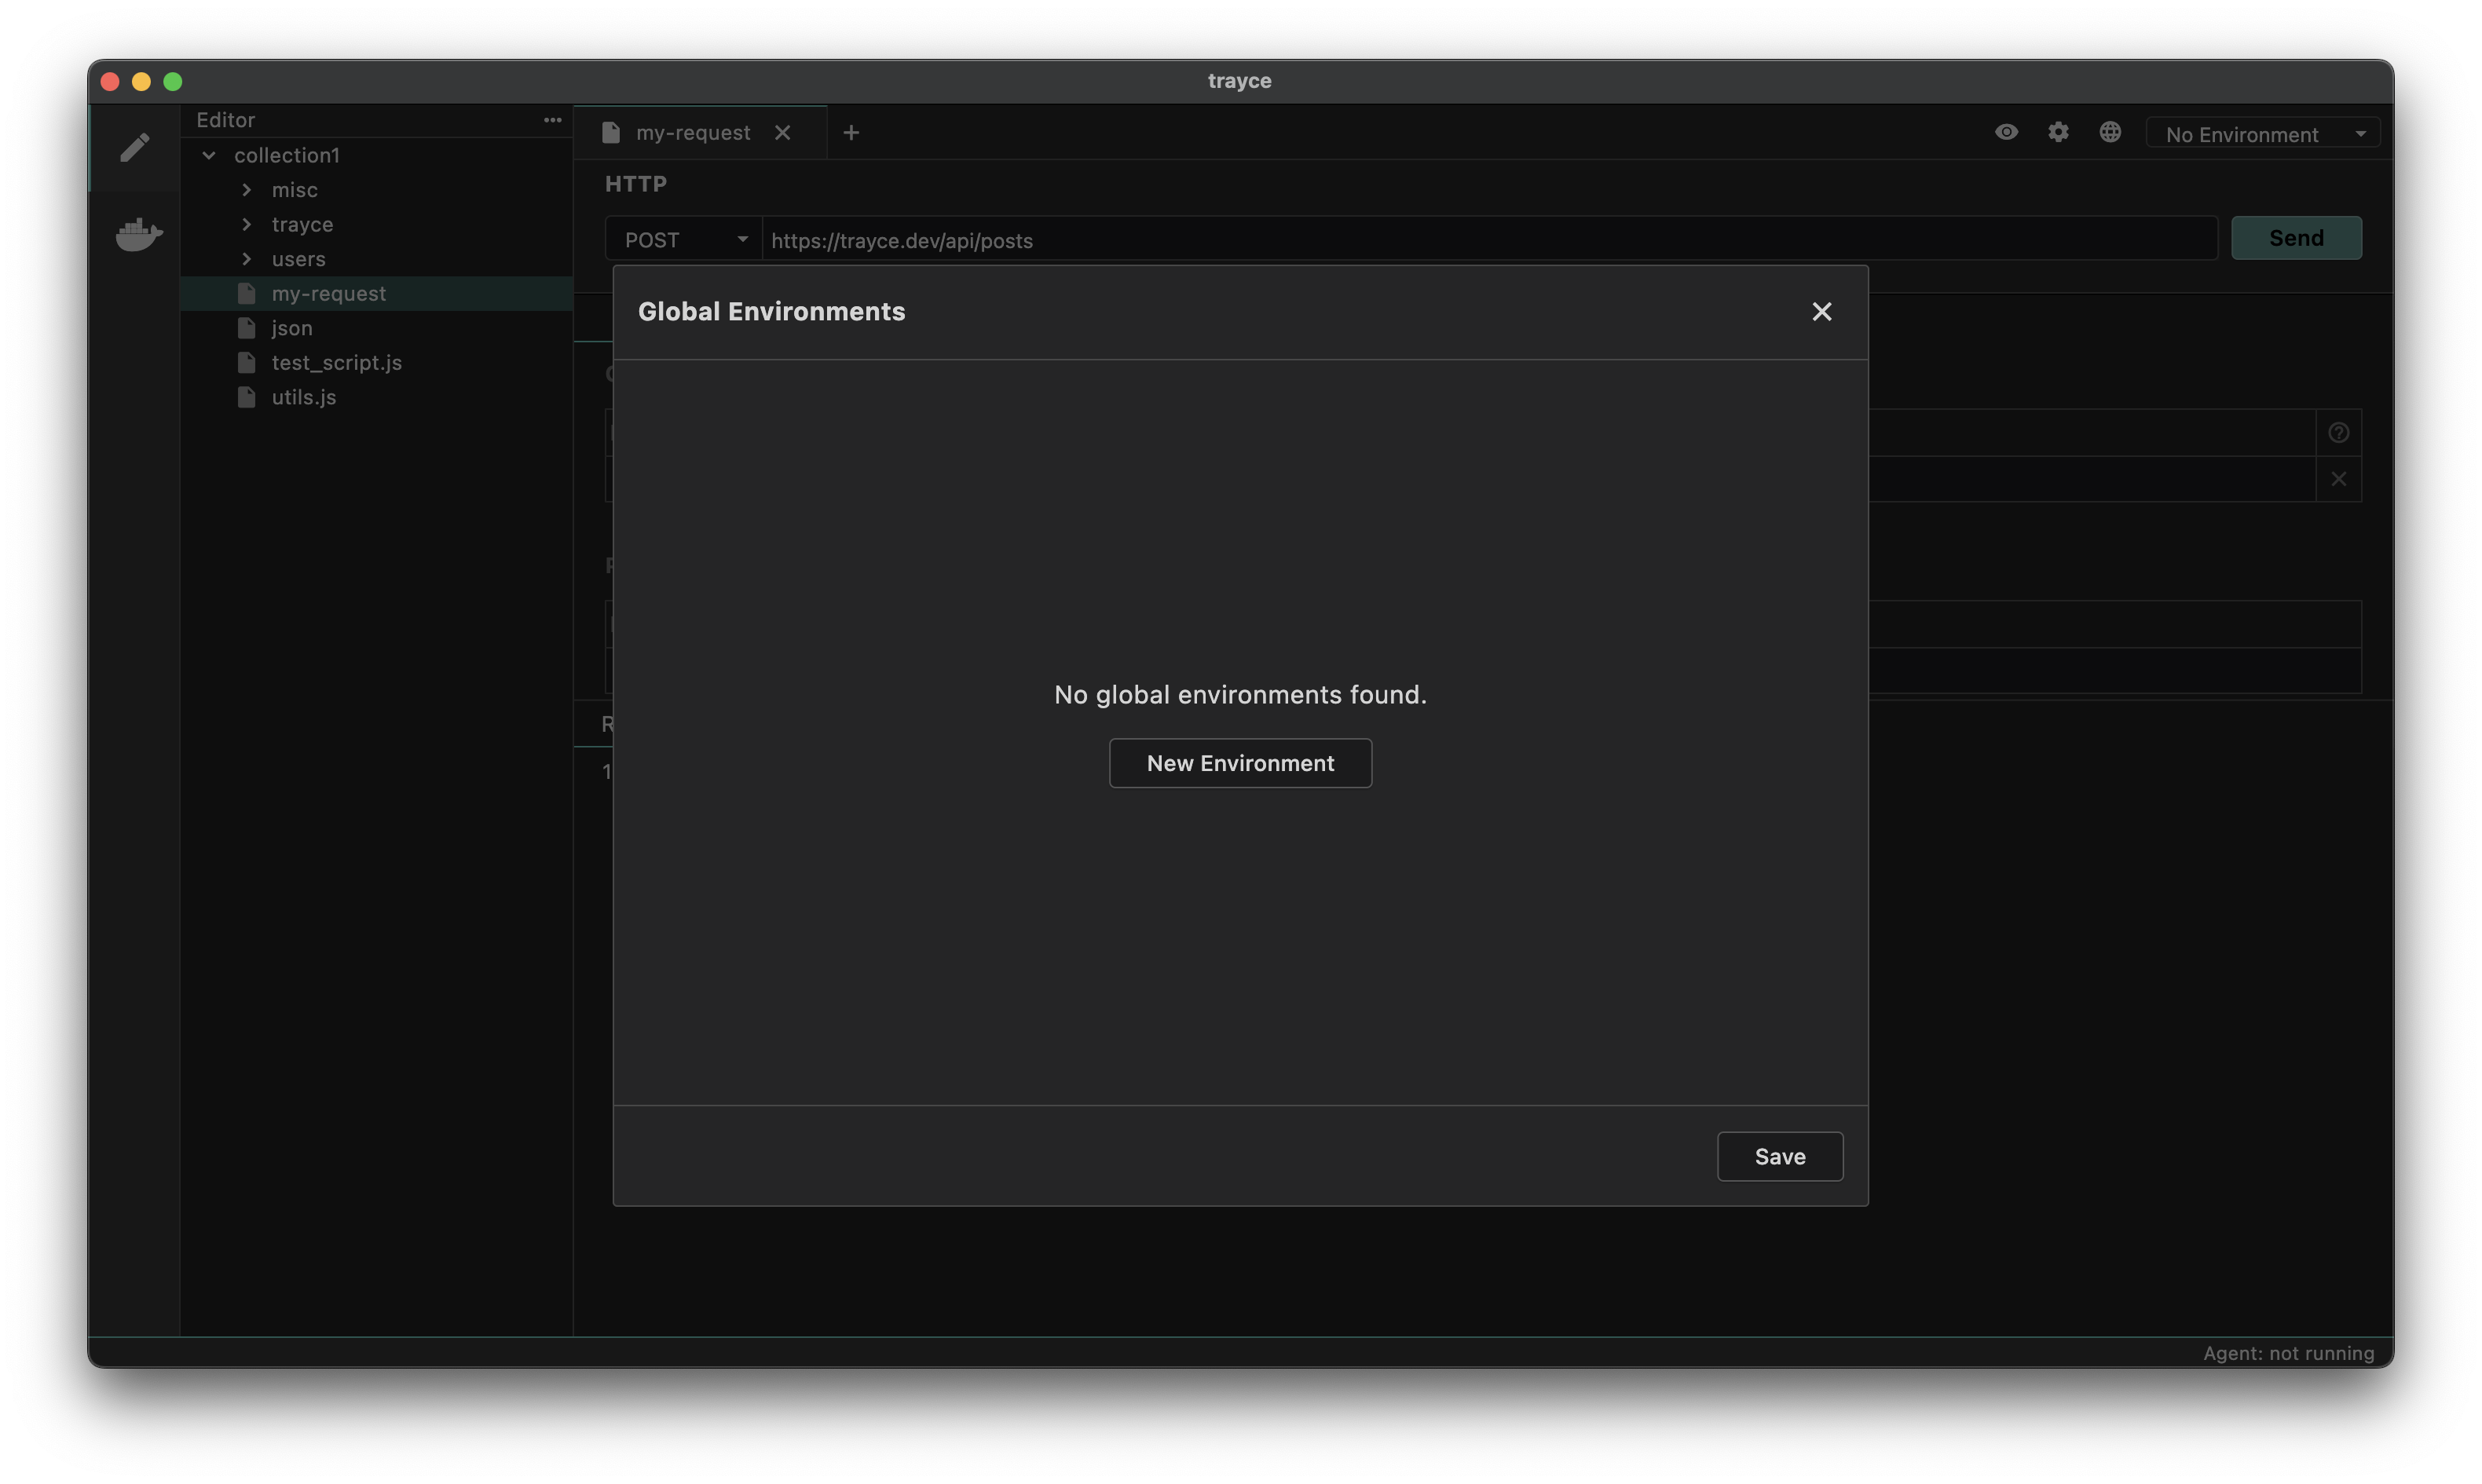 trayce
Editor
collection1
misc
trayce
users
my-request
json
test_script.js
utils.js
my-request
No Environment
HTTP
POST
https://trayce.dev/api/posts
Send
Global Environments
No global environments found.
New Environment
Save
1
Agent: not running